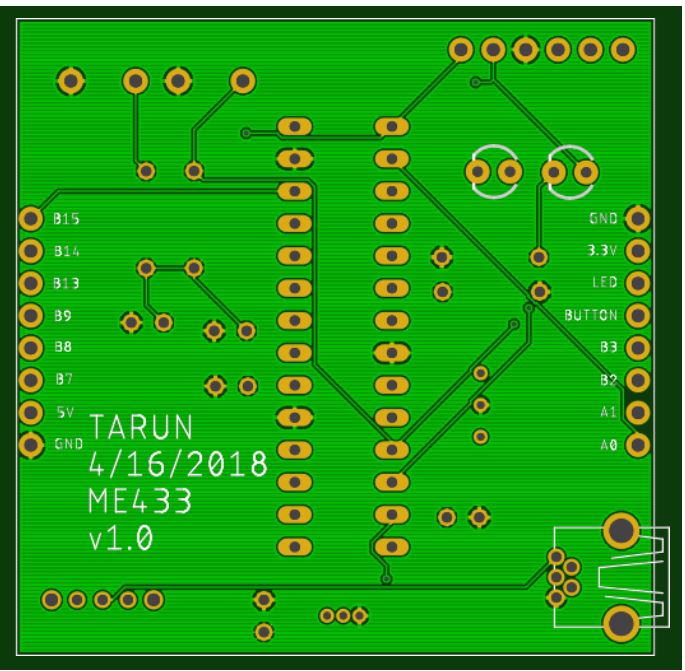 B15
B14
B13
B9
B8
B7
5V
GND
GND
3.3V
LED
BUTTON
B3
B2
A1
A0
TARUN
4/16/2018
ME433
v1.0